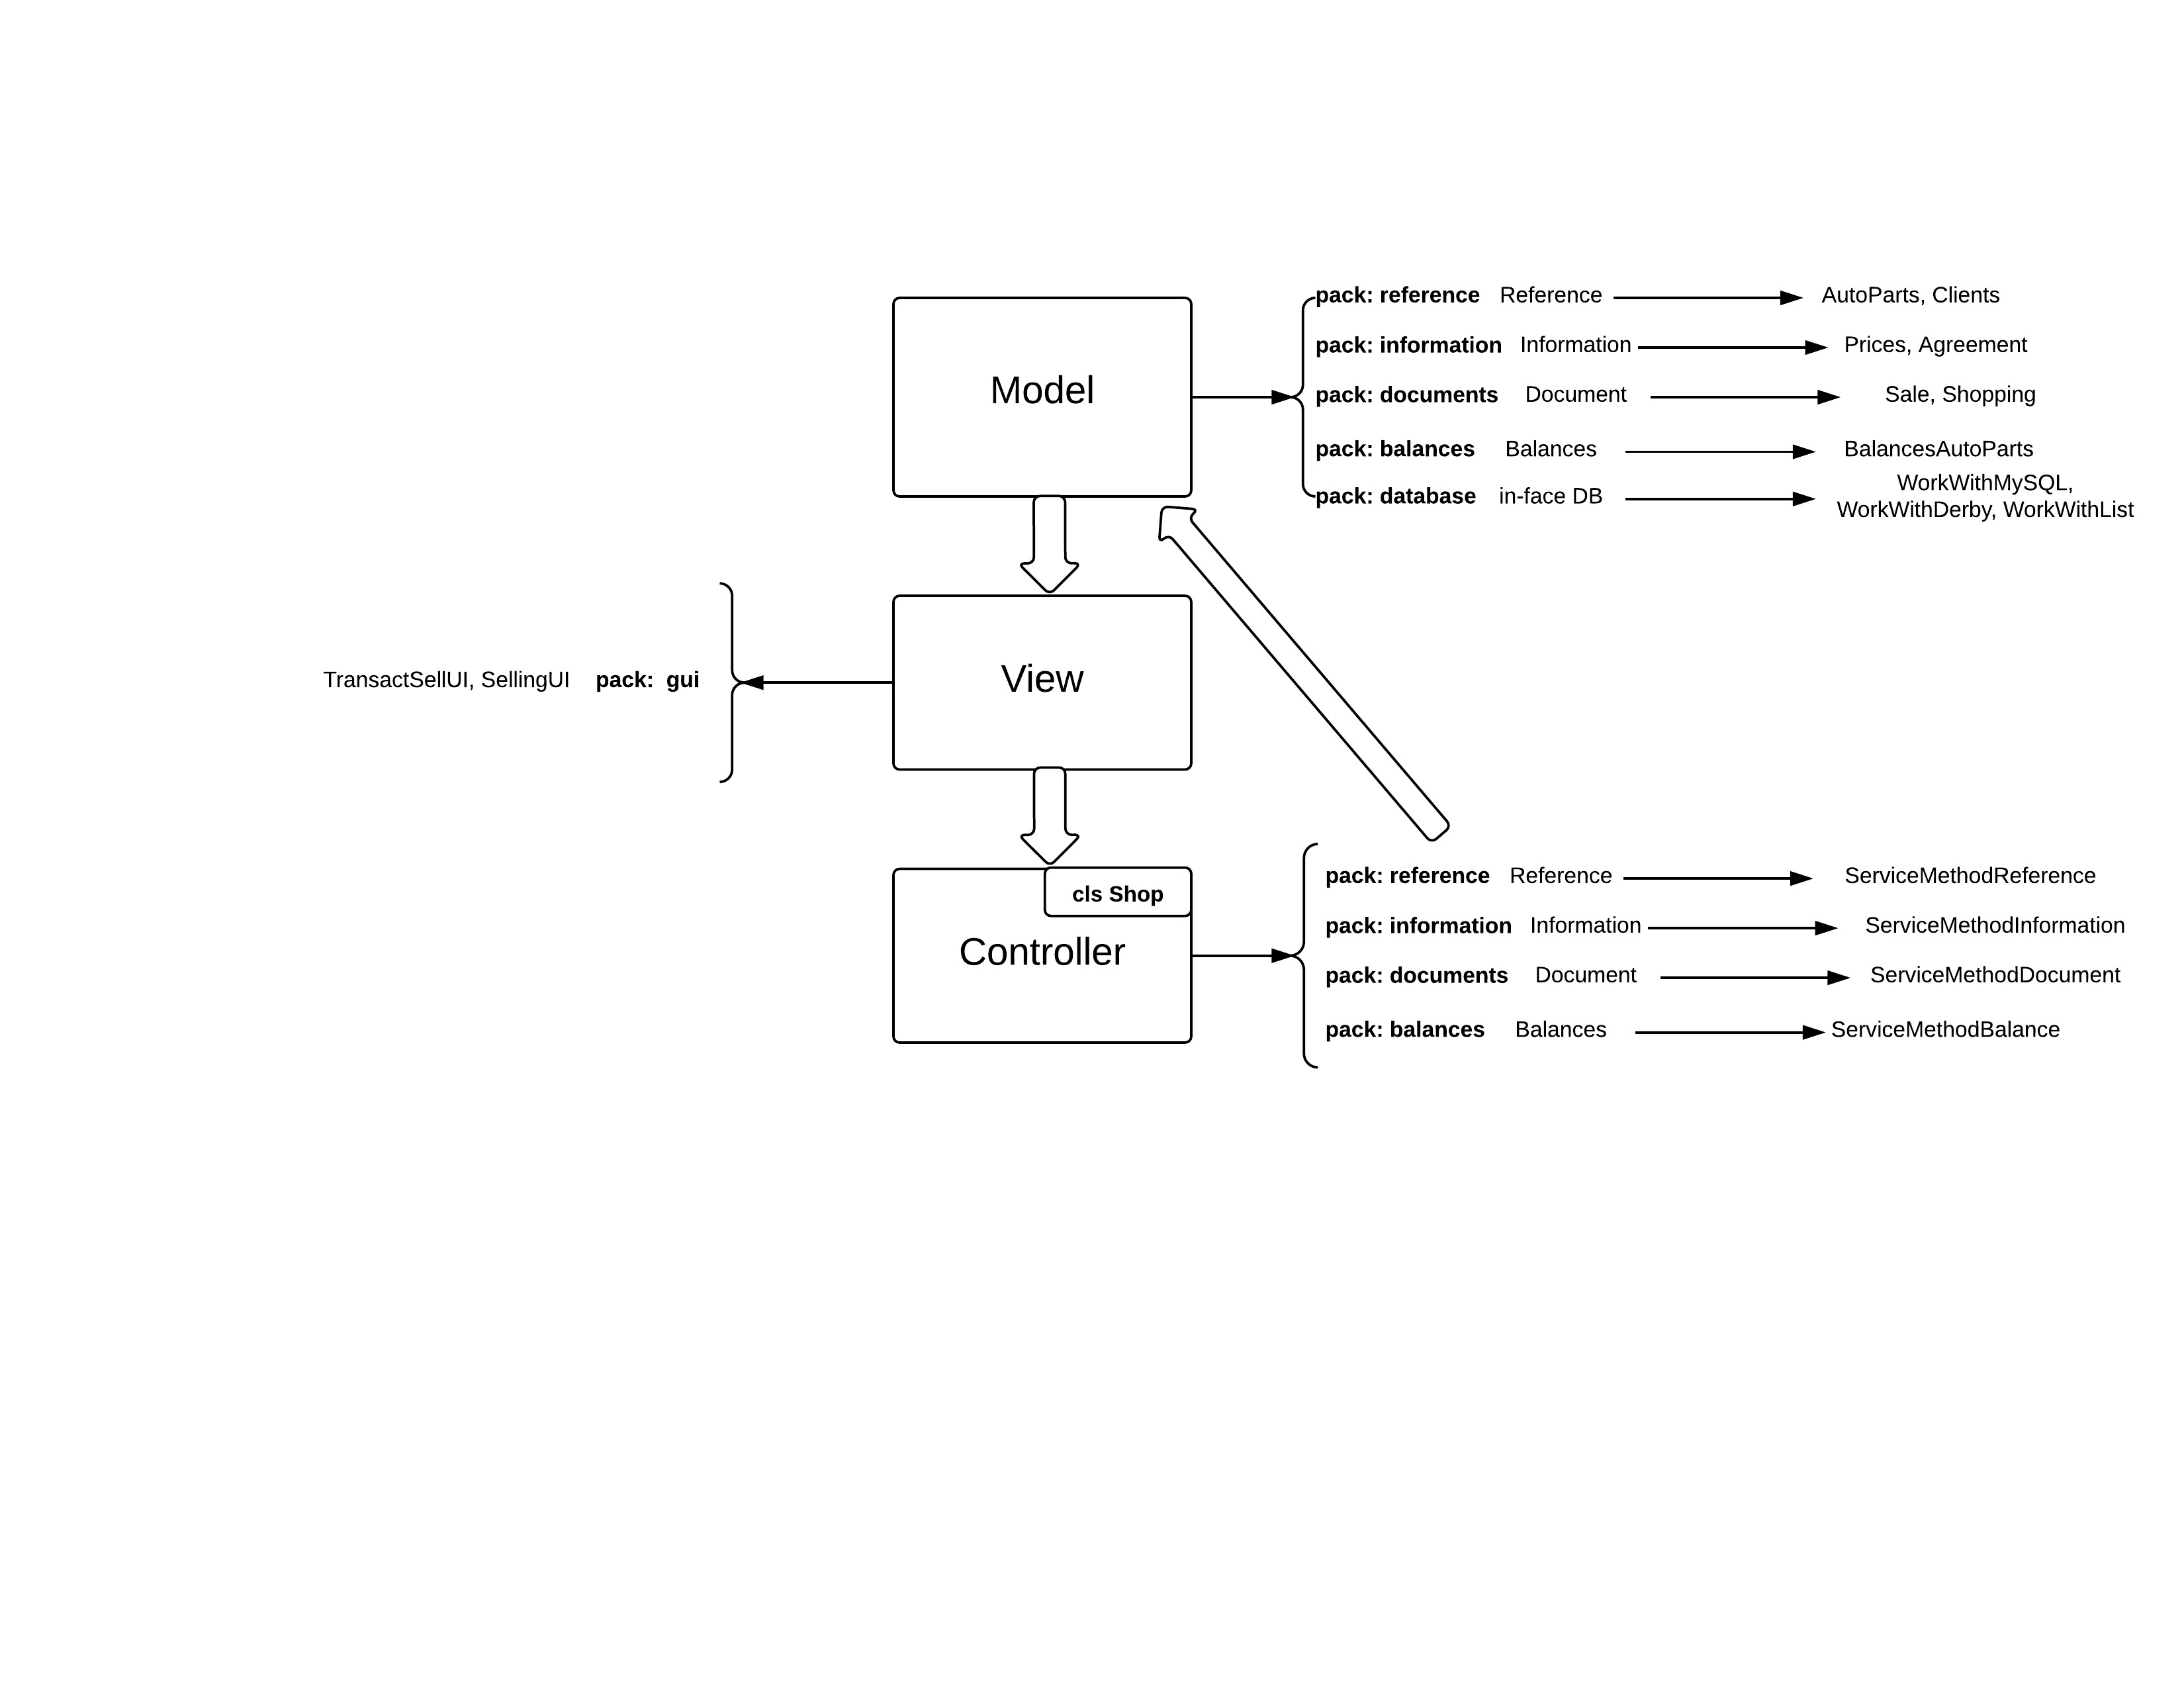 Model
pack: reference Reference AutoParts, Clients
pack: information Information Prices, Agreement
pack: documents Document Sale, Shopping
pack: balances Balances BalancesAutoParts
pack: database in-face DB WorkWithMySQL,
WorkWithDerby, WorkWithList
TransactSellUI, SellingUI pack: gui
View
cls Shop
Controller
pack: reference Reference ServiceMethodReference
pack: information Information ServiceMethodInformation
pack: documents Document ServiceMethodDocument
pack: balances Balances ServiceMethodBalance